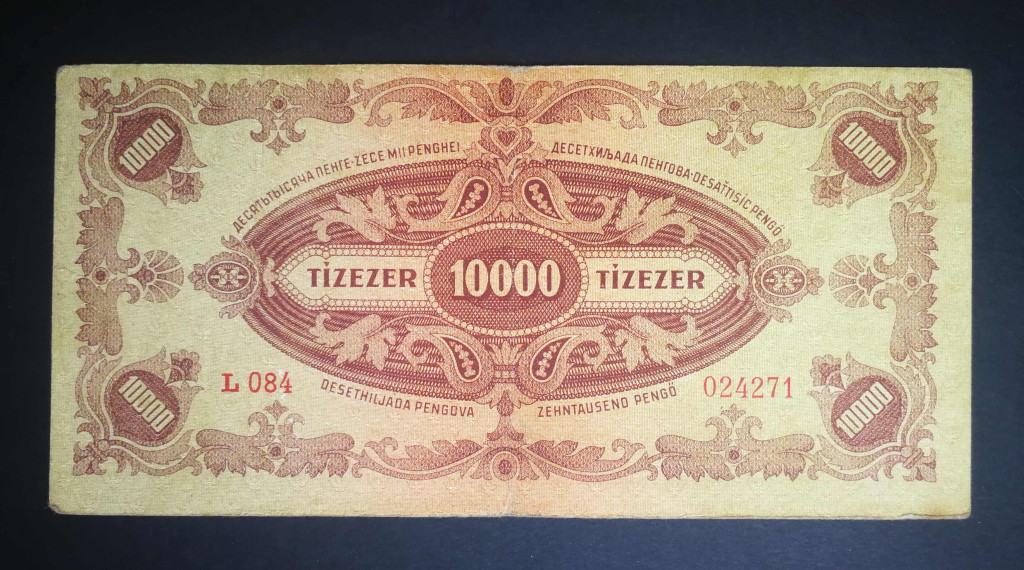 10000
10000
ДЕСЯТЬТЫСЯЧА ПЕНГЕ-ZECE MII PENGHEI
ДЕСЕТХИЉАДА ПЕНГОВА-DESAŤTISÍC PENGŐ
TÍZEZER 10000 TÍZEZER
L 084
DESETHILJADA PENGOVA
ZEHNTAUSEND PENGŐ
024271
10000
10000